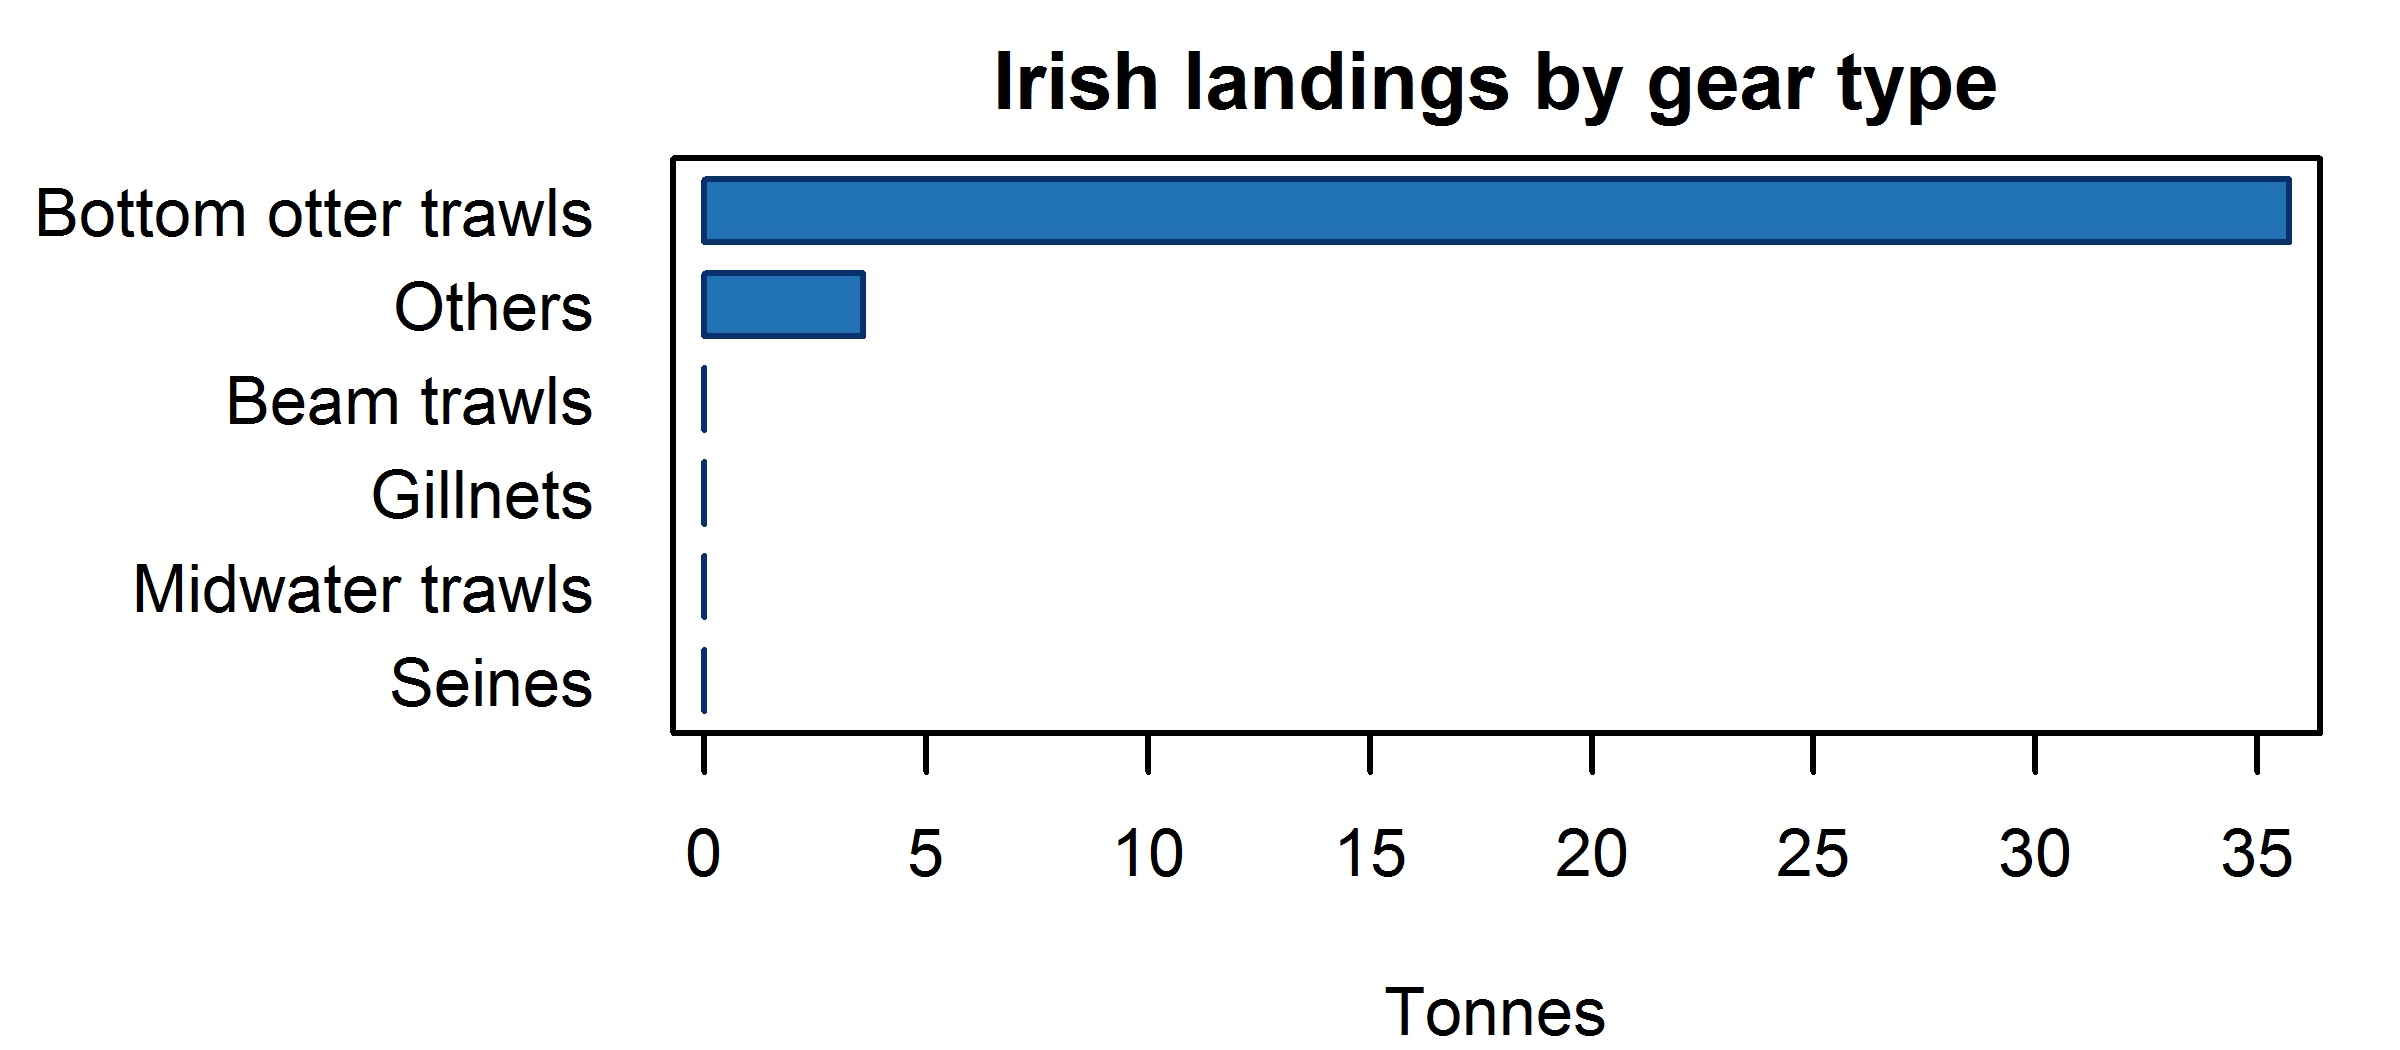 Irish landings by gear type
Bottom otter trawls
Others
Beam trawls
Gillnets
Midwater trawls
Seines
0 5 10 15 20 25 30 35
Tonnes